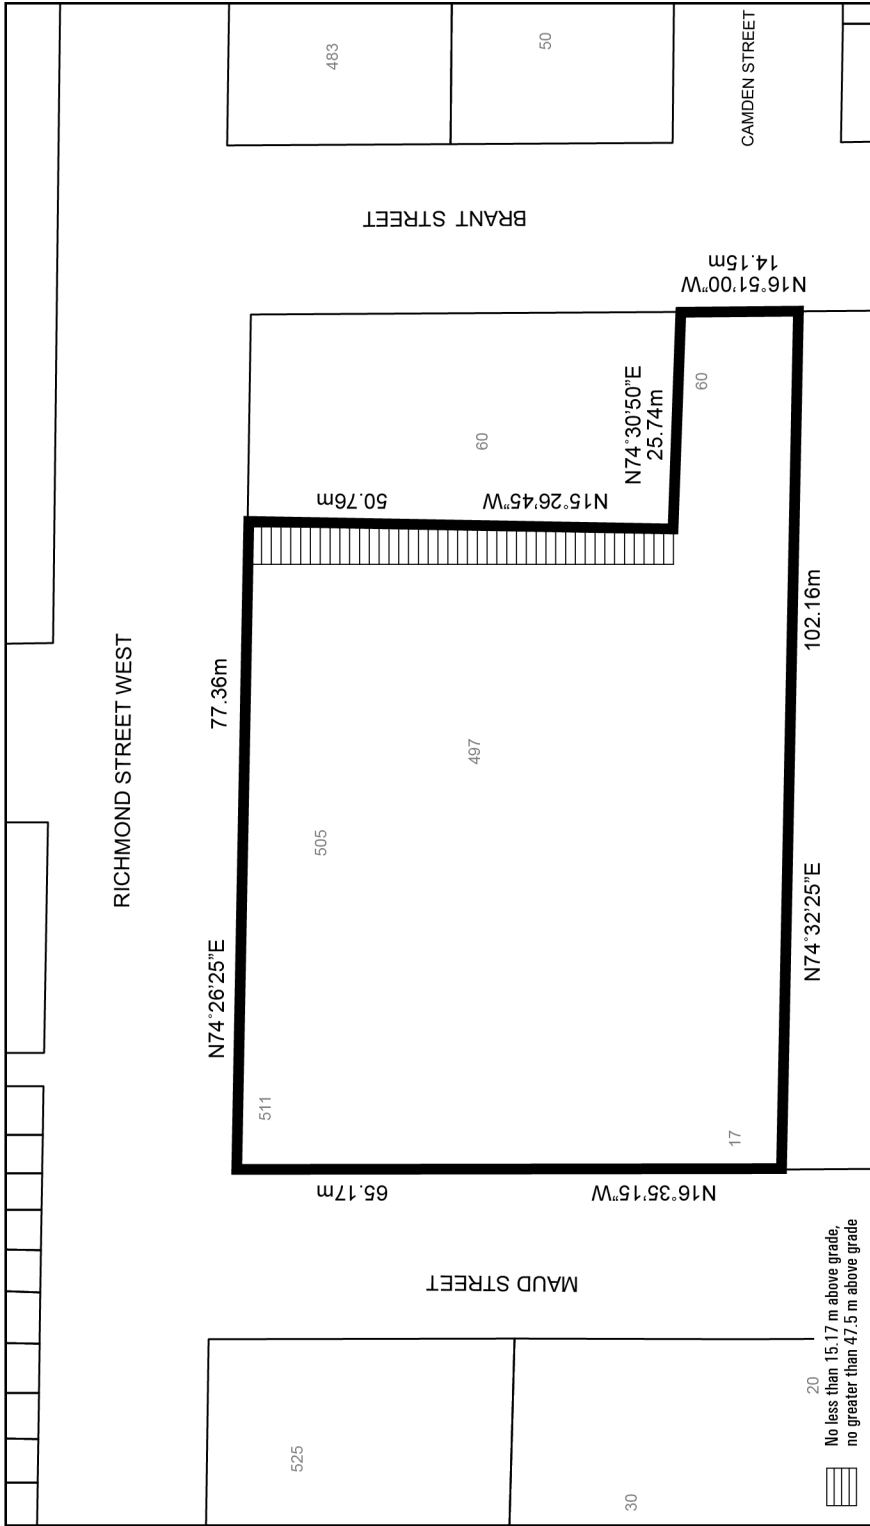 RICHMOND STREET WEST
N74°26'25"E
77.36m
MAUD STREET
65.17m
N16°35'15"W
511
505
497
17
50.76m
N15°26'45"W
60
N74°30'50"E
25.74m
60
N16°51'00"W
14.15m
N74°32'25"E
102.16m
BRANT STREET
CAMDEN STREET
483
50
525
30
20
No less than 15.17 m above grade,
no greater than 47.5 m above grade